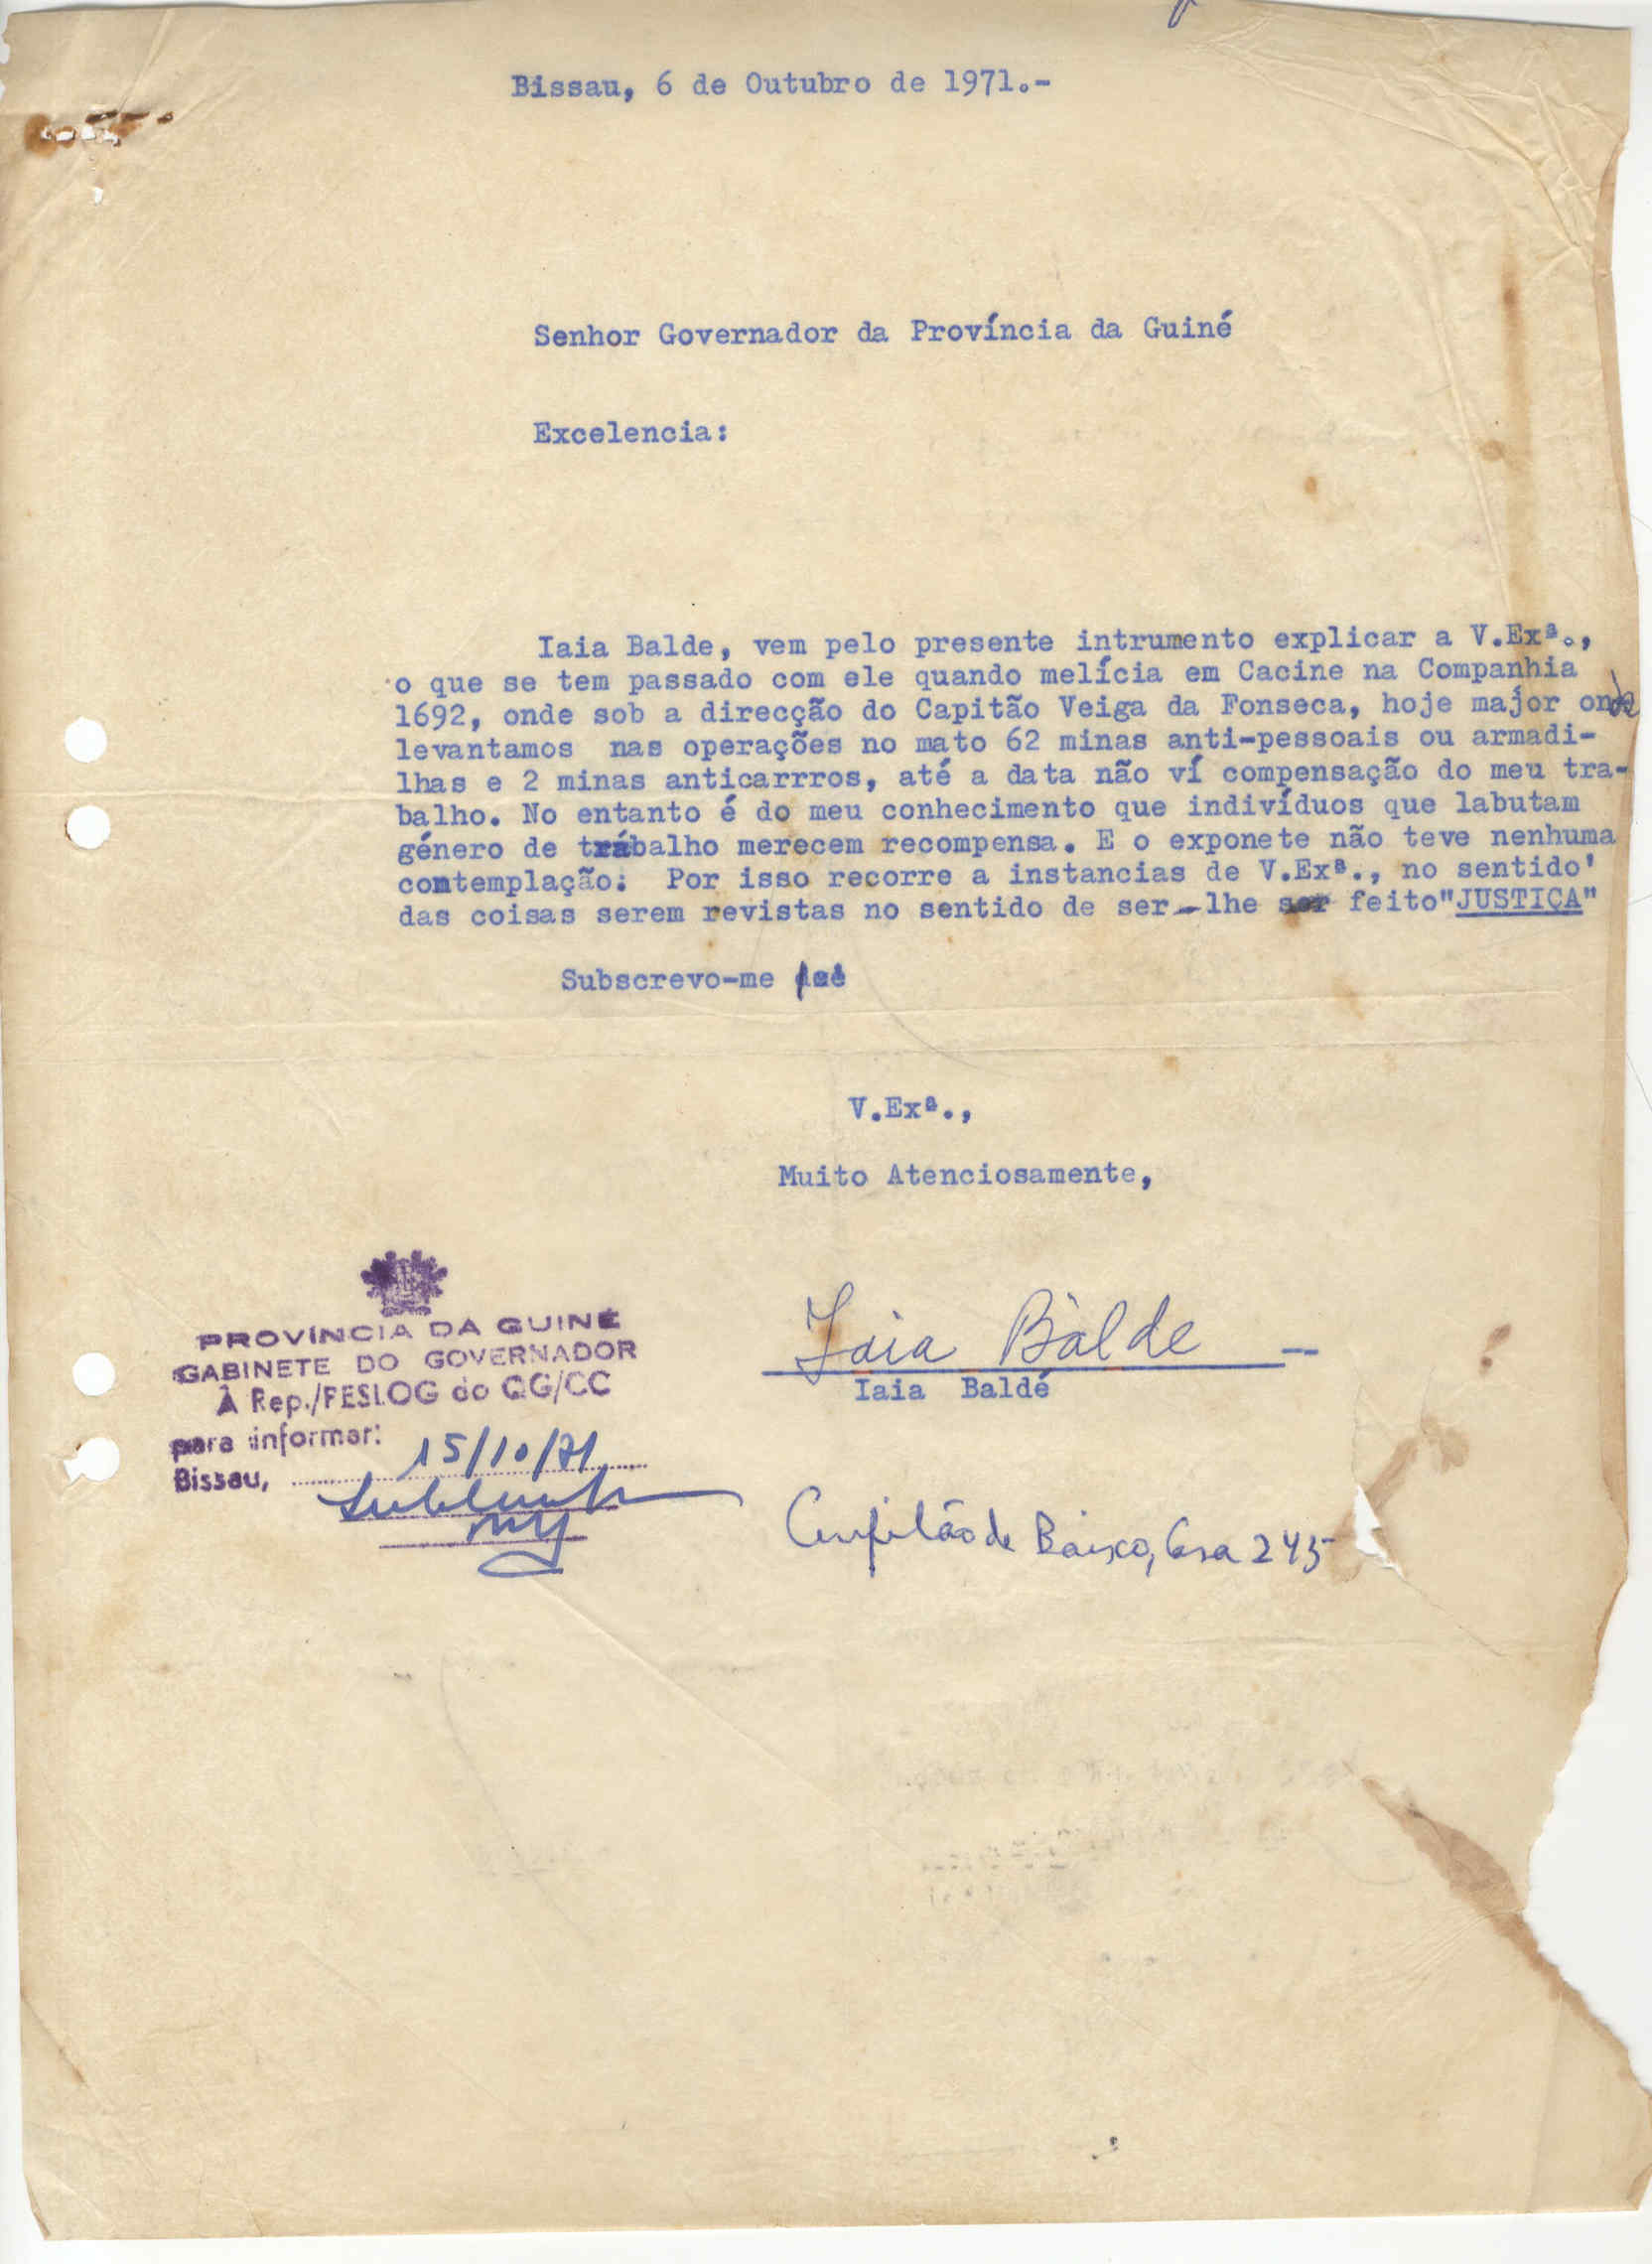 Bissau, 6 de Outubro de 1971.-
Senhor Governador da Província da Guiné
Excelencia:
Iaia Balde, vem pelo presente intrumento explicar a V.Exª.,
o que se tem passado com ele quando melícia em Cacine na Companhia
1692, onde sob a direcção do Capitão Veiga da Fonseca, hoje major onde
levantamos nas operações no mato 62 minas anti-pessoais ou armadi-
lhas e 2 minas anticarrros, até a data não ví compensação do meu tra-
balho. No entanto é do meu conhecimento que indivíduos que labutam
género de trábalho merecem recompensa. E o exponete não teve nenhuma
contemplação: Por isso recorre a instancias de V.Exª., no sentido'
das coisas serem revistas no sentido de ser-lhe feito"JUSTIÇA"
Subscrevo-me
V.Exª.,
Muito Atenciosamente,
Iaia Bàlde
Iaia Baldé
PROVÍNCIA DA GUINÉ
GABINETE DO GOVERNADOR
À Rep./PESLOG do QG/CC
para informar:
Bissau, 15/10/71
de Baixo, Casa 245